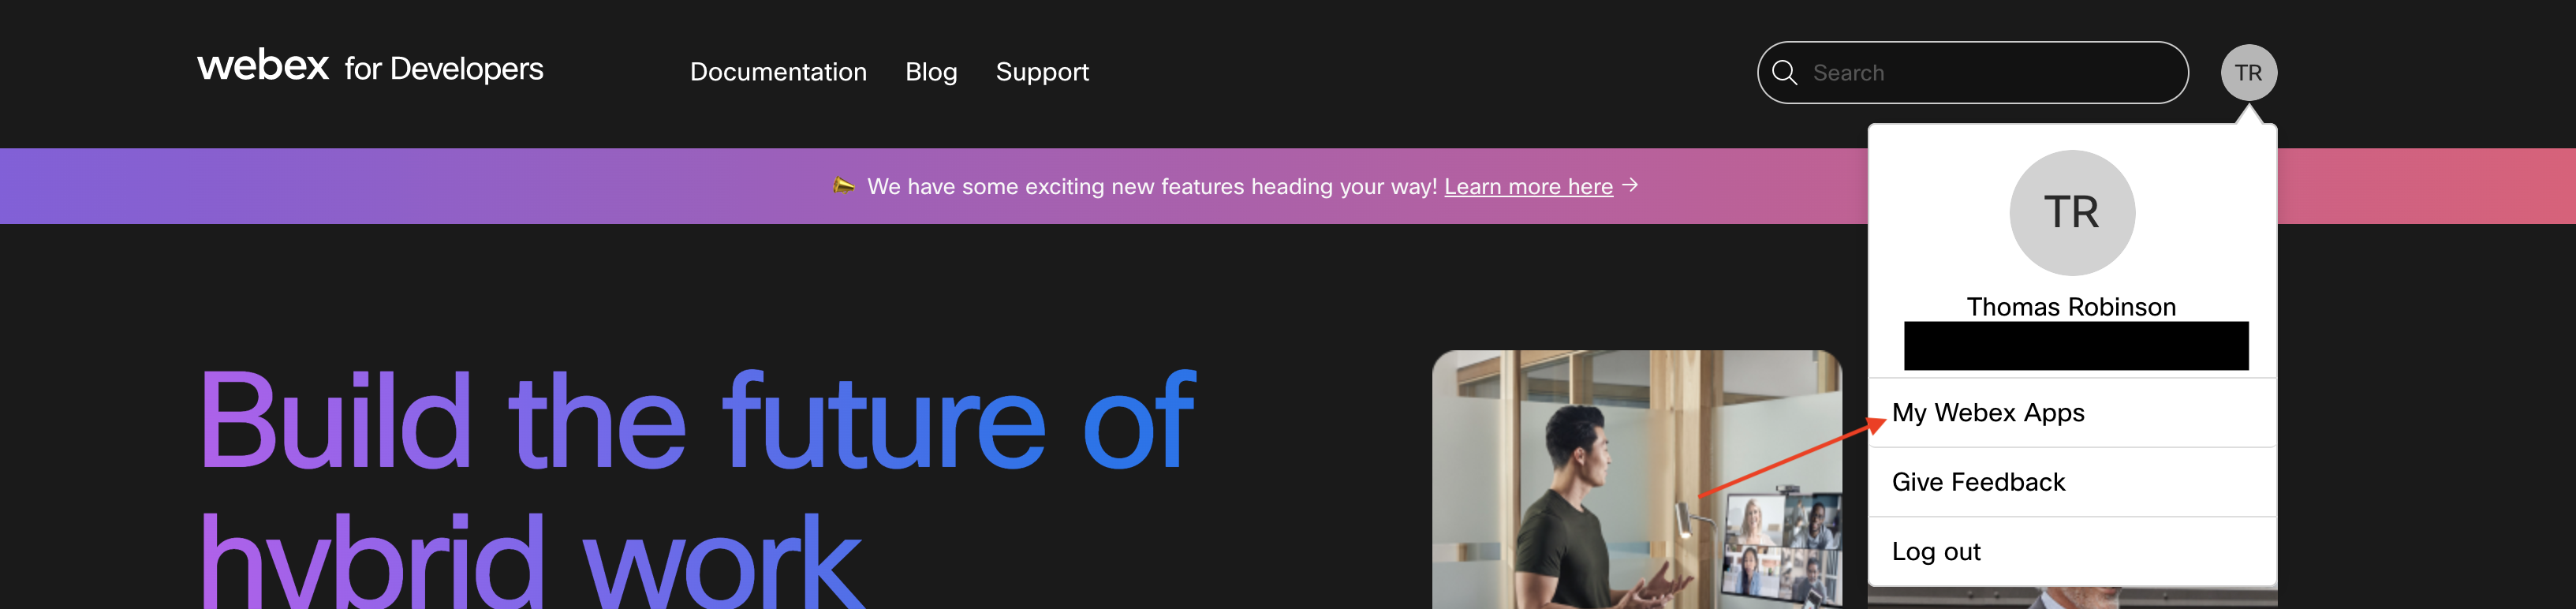 webex for Developers
Documentation
Blog
Support
Search
TR
We have some exciting new features heading your way! Learn more here →
TR
Thomas Robinson
My Webex Apps
Give Feedback
Log out
Build the future of
hybrid work